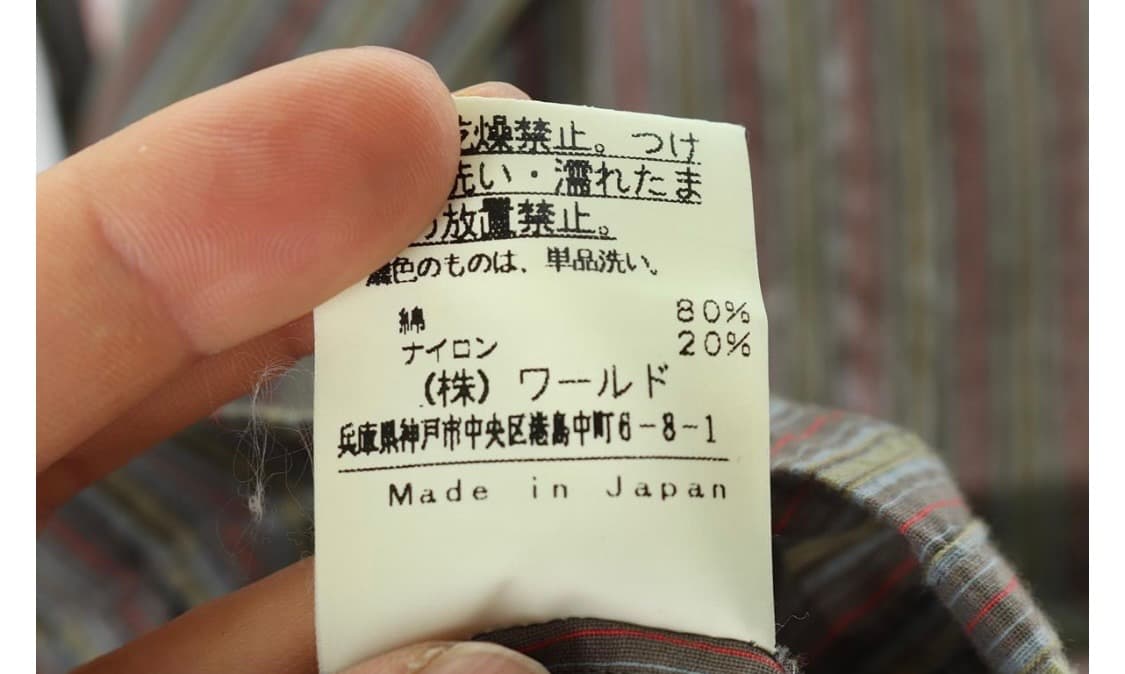 燥禁止。つけ
洗い・濡れたま
放置禁止。
濃色のものは、単品洗い。
綿 80%
ナイロン 20%
(株) ワールド
兵庫県神戸市中央区港島中町6-8-1
Made in Japan